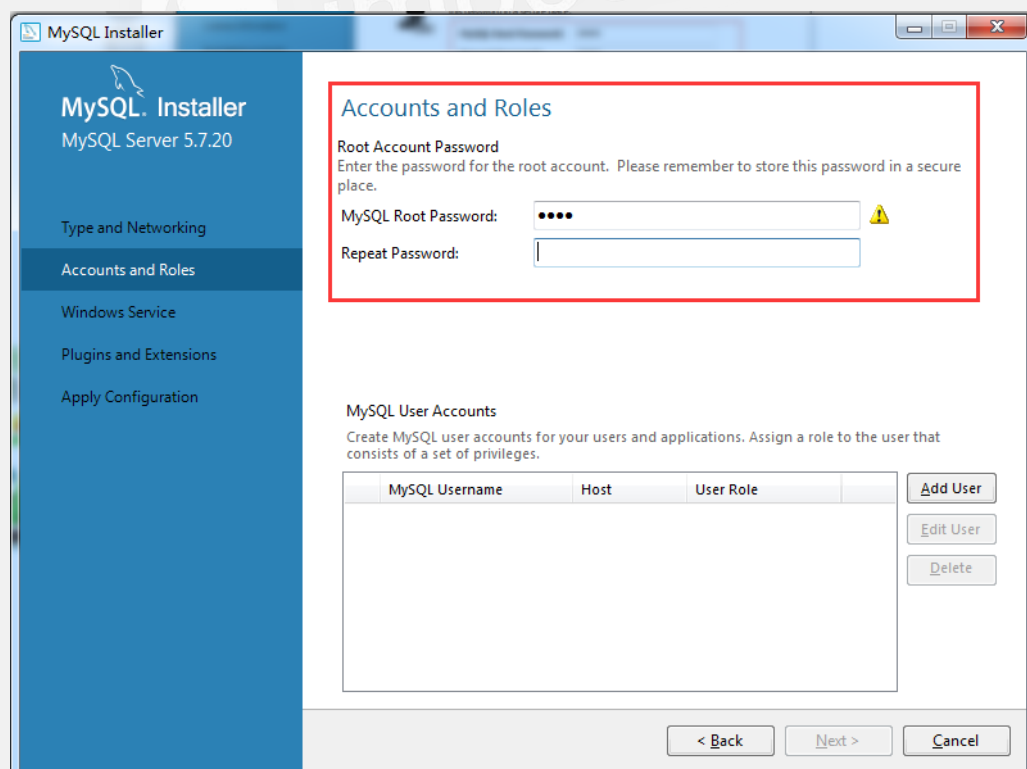 MySQL Installer
MySQL. Installer
MySQL Server 5.7.20
Type and Networking
Accounts and Roles
Windows Service
Plugins and Extensions
Apply Configuration
Accounts and Roles
Root Account Password
Enter the password for the root account. Please remember to store this password in a secure
place.
MySQL Root Password: ●●●●
Repeat Password:
MySQL User Accounts
Create MySQL user accounts for your users and applications. Assign a role to the user that
consists of a set of privileges.
MySQL Username Host User Role
Add User
Edit User
Delete
< Back Next > Cancel